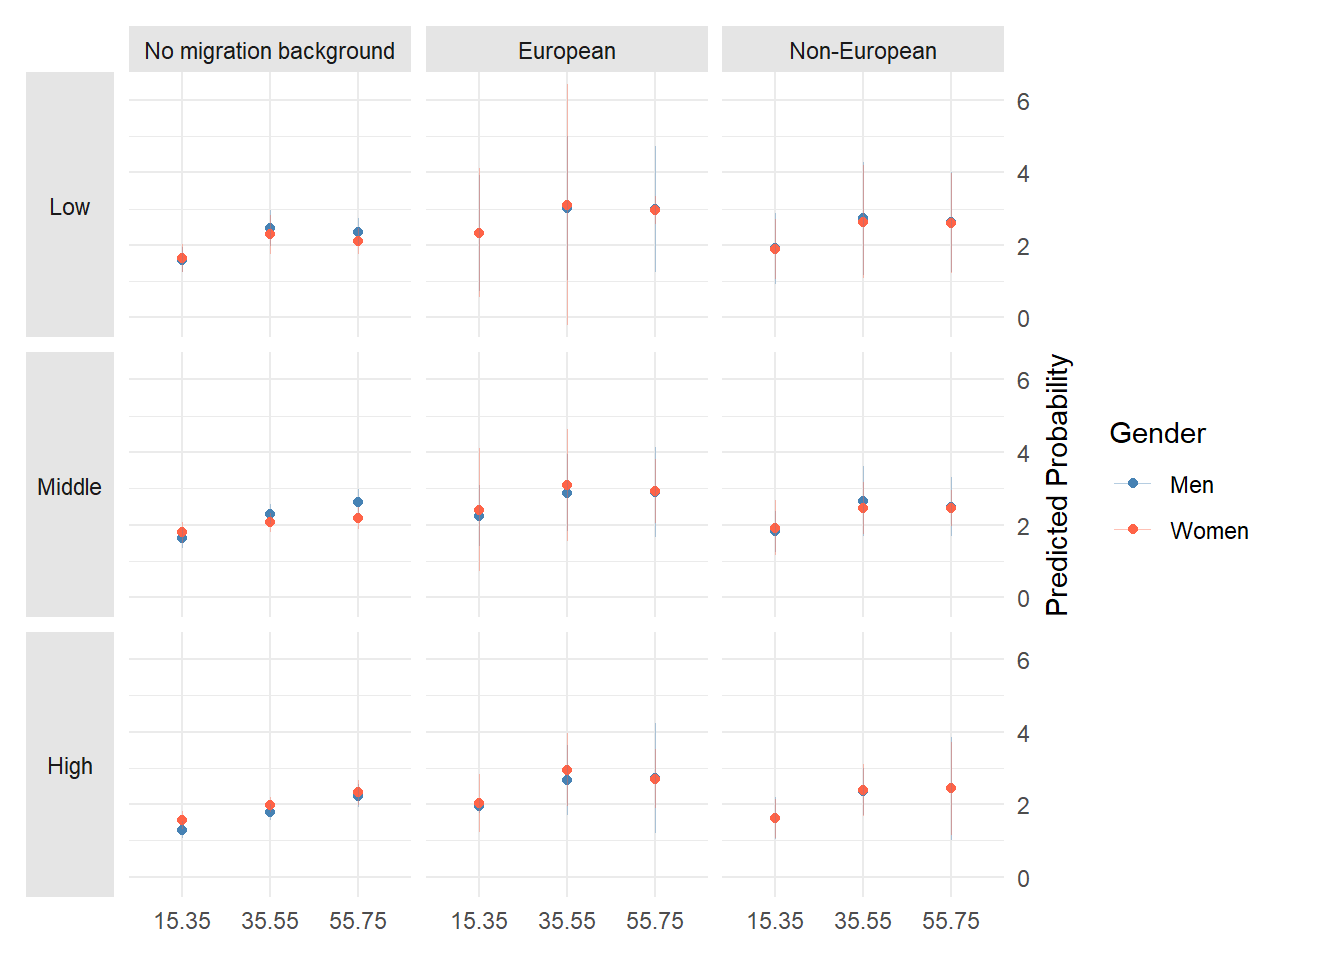 No migration background
European
Non-European
Low
6
4
2
0
Middle
6
4
2
0
High
6
4
2
0
Predicted Probability
Gender
Men
Women
15.35 35.55 55.75
15.35 35.55 55.75
15.35 35.55 55.75